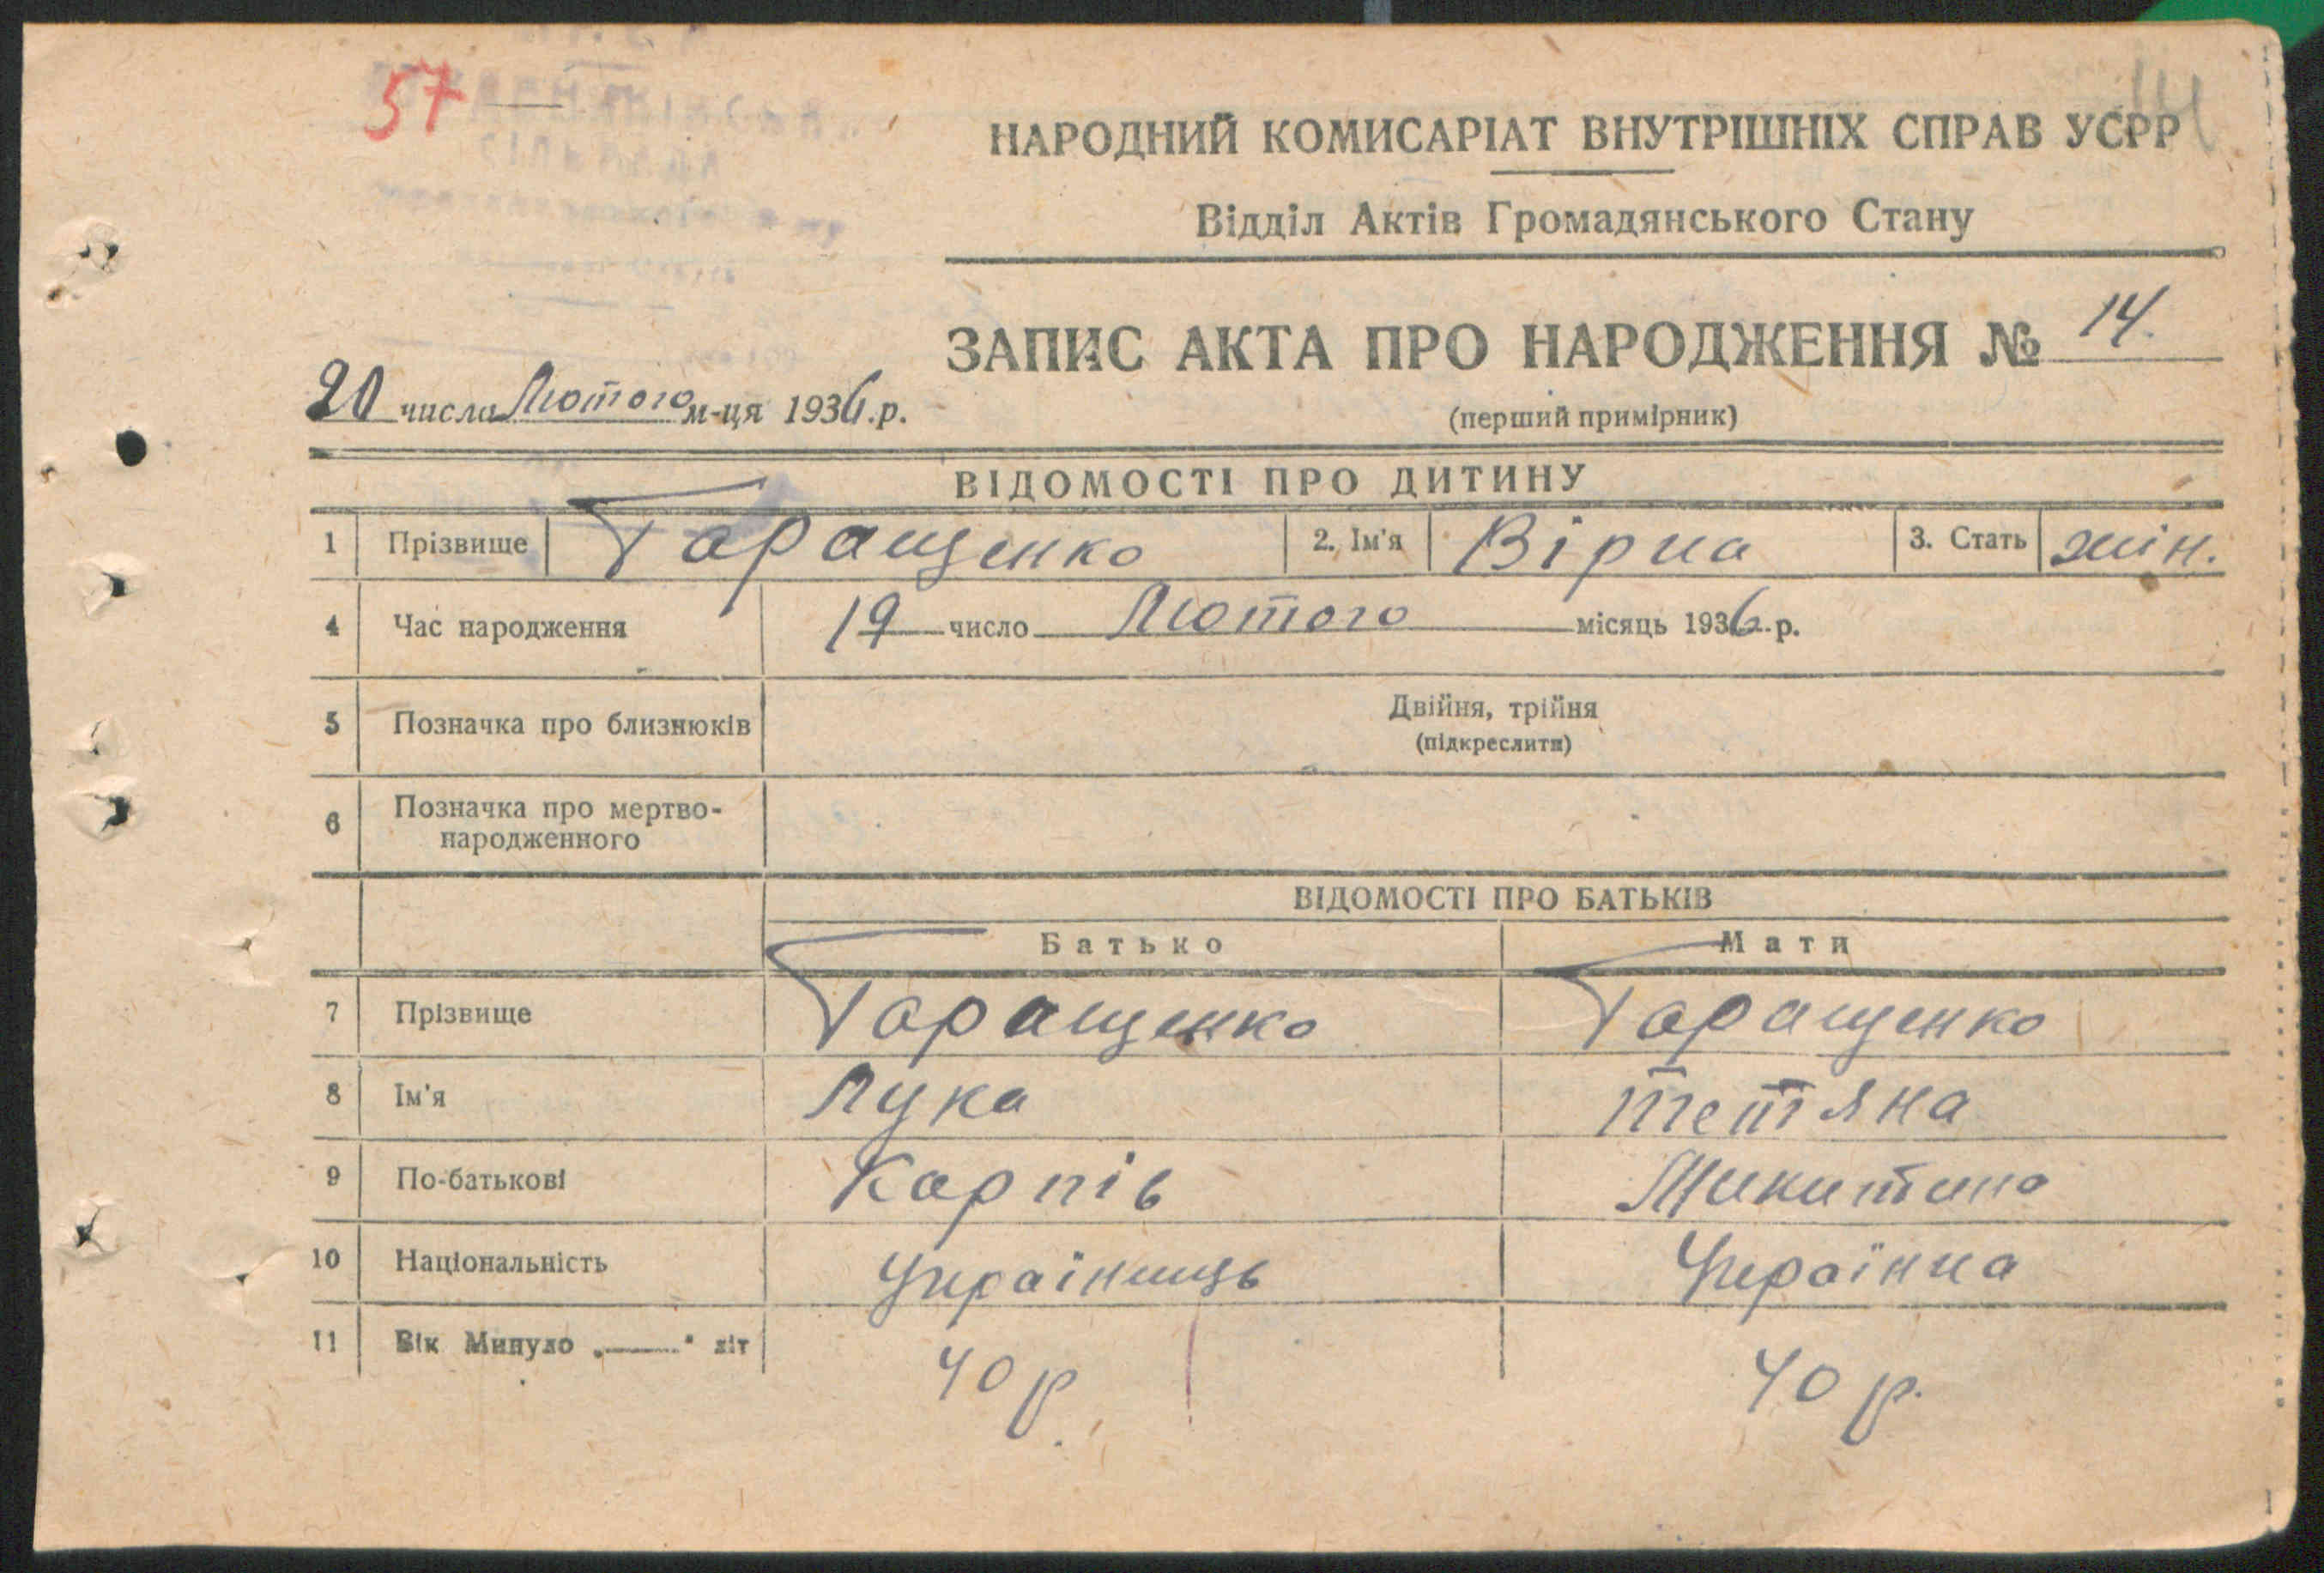 57
14
СІЛЬРАДА
НАРОДНИЙ КОМИСАРІАТ ВНУТРІШНІХ СПРАВ УСРР
Відділ Актів Громадянського Стану
ЗАПИС АКТА ПРО НАРОДЖЕННЯ № 14.
20 числа Лютого м-ця 1936.р.
(перший примірник)
ВІДОМОСТІ ПРО ДИТИНУ
1 Прізвище Таращенко 2. Ім'я Вірка 3. Стать жін.
4 Час народження 19 число Лютого місяць 1936 р.
5 Позначка про близнюків Двійня, трійня
(підкреслити)
6 Позначка про мертво-
народженного
ВІДОМОСТІ ПРО БАТЬКІВ
Батько Мати
7 Прізвище Таращенко Таращенко
8 Ім'я Лука Тетяна
9 По-батькові Карпів Микитина
10 Національність Українець Українка
11 Вік Минуло „ " літ 40 р. 40 р.